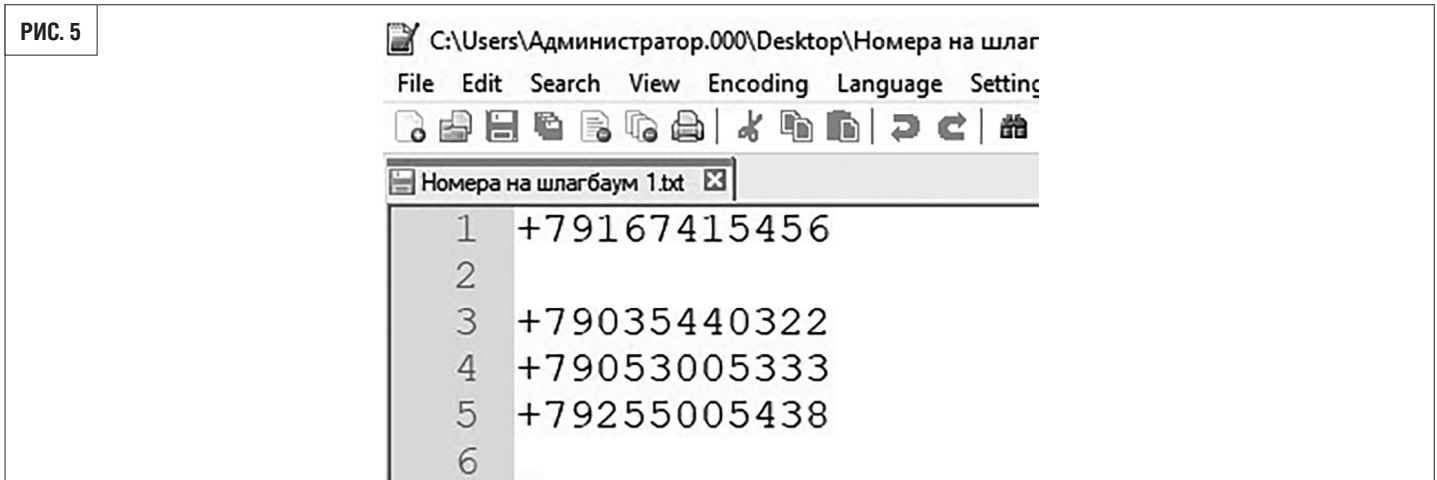 РИС. 5
C:\Users\Администратор.000\Desktop\Номера на шлаг
File Edit Search View Encoding Language Setting
Номера на шлагбаум 1.txt
1 +79167415456
2
3 +79035440322
4 +79053005333
5 +79255005438
6